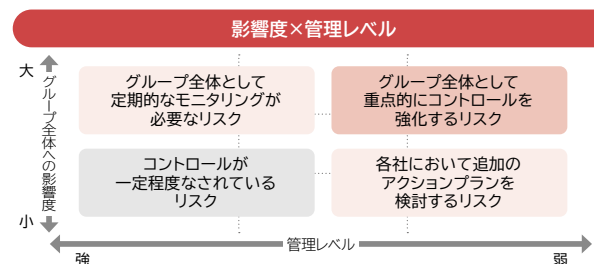 影響度×管理レベル
大
グループ全体への影響度
小
グループ全体として
定期的なモニタリングが
必要なリスク
グループ全体として
重点的にコントロールを
強化するリスク
コントロールが
一定程度なされている
リスク
各社において追加の
アクションプランを
検討するリスク
管理レベル
強
弱